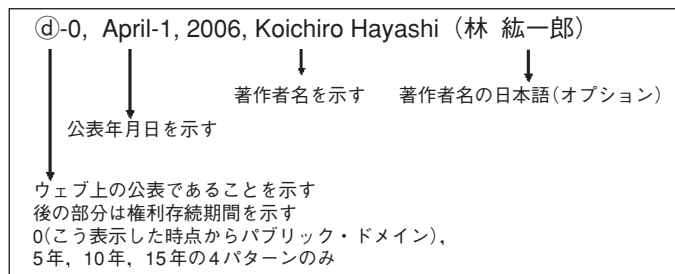 ⓓ-0, April-1, 2006, Koichiro Hayashi（林 紘一郎）
著作者名を示す　著作者名の日本語（オプション）
公表年月日を示す
ウェブ上の公表であることを示す
後の部分は権利存続期間を示す
0(こう表示した時点からパブリック・ドメイン)，
5年，10年，15年の4パターンのみ